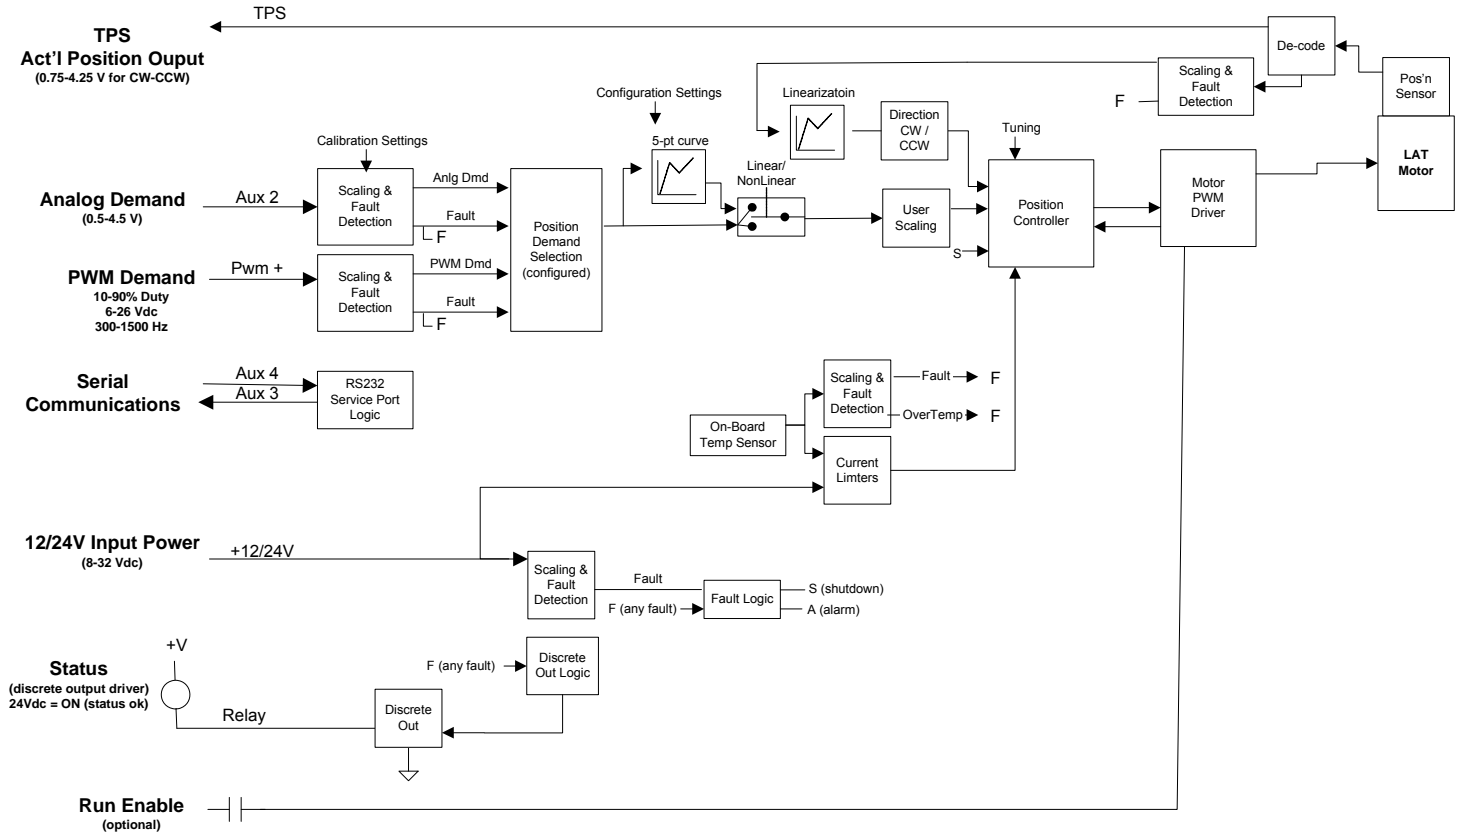 TPS
TPS
Act'l Position Ouput
(0.75-4.25 V for CW-CCW)
De-code
Pos'n
Sensor
Scaling &
Fault
Detection
F
LAT
Motor
Configuration Settings
Linearizatoin
Direction
CW /
CCW
Tuning
Calibration Settings
5-pt curve
Linear/
NonLinear
Motor
PWM
Driver
Analog Demand
(0.5-4.5 V)
Aux 2
Scaling &
Fault
Detection
Anlg Dmd
Fault
F
Position
Demand
Selection
(configured)
User
Scaling
Position
Controller
S
PWM Demand
10-90% Duty
6-26 Vdc
300-1500 Hz
Pwm +
Scaling &
Fault
Detection
PWM Dmd
Fault
F
Serial
Communications
Aux 4
Aux 3
RS232
Service Port
Logic
Scaling &
Fault
Detection
Fault
F
OverTemp
F
On-Board
Temp Sensor
Current
Limters
12/24V Input Power
(8-32 Vdc)
+12/24V
Scaling &
Fault
Detection
Fault
F (any fault)
Fault Logic
S (shutdown)
A (alarm)
+V
Status
(discrete output driver)
24Vdc = ON (status ok)
F (any fault)
Discrete
Out Logic
Relay
Discrete
Out
Run Enable
(optional)